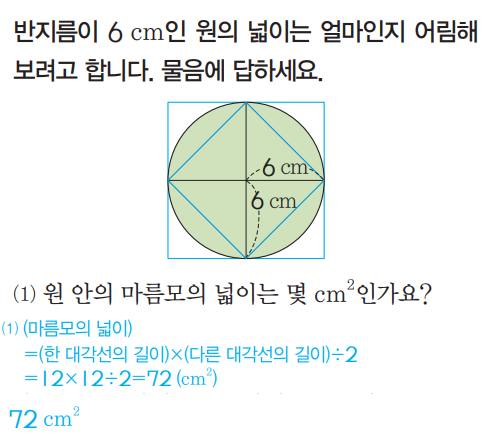 반지름이 6 cm인 원의 넓이는 얼마인지 어림해
보려고 합니다. 물음에 답하세요.
6 cm
6 cm
(1) 원 안의 마름모의 넓이는 몇 cm²인가요?
(1) (마름모의 넓이)
=(한 대각선의 길이)×(다른 대각선의 길이)÷2
=12×12÷2=72 (cm²)
72 cm²